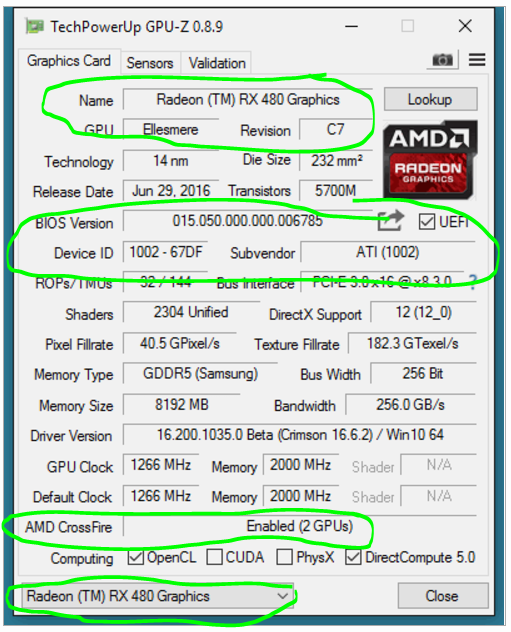 TechPowerUp GPU-Z 0.8.9
Graphics Card Sensors Validation
Name Radeon (TM) RX 480 Graphics Lookup
GPU Ellesmere Revision C7
AMD
Technology 14 nm Die Size 232 mm²
RADEON
GRAPHICS
Release Date Jun 29, 2016 Transistors 5700M
BIOS Version 015.050.000.000.006785 UEFI
Device ID 1002 - 67DF Subvendor ATI (1002)
ROPs/TMUs 32 / 144 Bus Interface PCI-E 3.0 x16 @ x8 3.0 ?
Shaders 2304 Unified DirectX Support 12 (12_0)
Pixel Fillrate 40.5 GPixel/s Texture Fillrate 182.3 GTexel/s
Memory Type GDDR5 (Samsung) Bus Width 256 Bit
Memory Size 8192 MB Bandwidth 256.0 GB/s
Driver Version 16.200.1035.0 Beta (Crimson 16.6.2) / Win10 64
GPU Clock 1266 MHz Memory 2000 MHz Shader N/A
Default Clock 1266 MHz Memory 2000 MHz Shader N/A
AMD CrossFire Enabled (2 GPUs)
Computing OpenCL CUDA PhysX DirectCompute 5.0
Radeon (TM) RX 480 Graphics Close